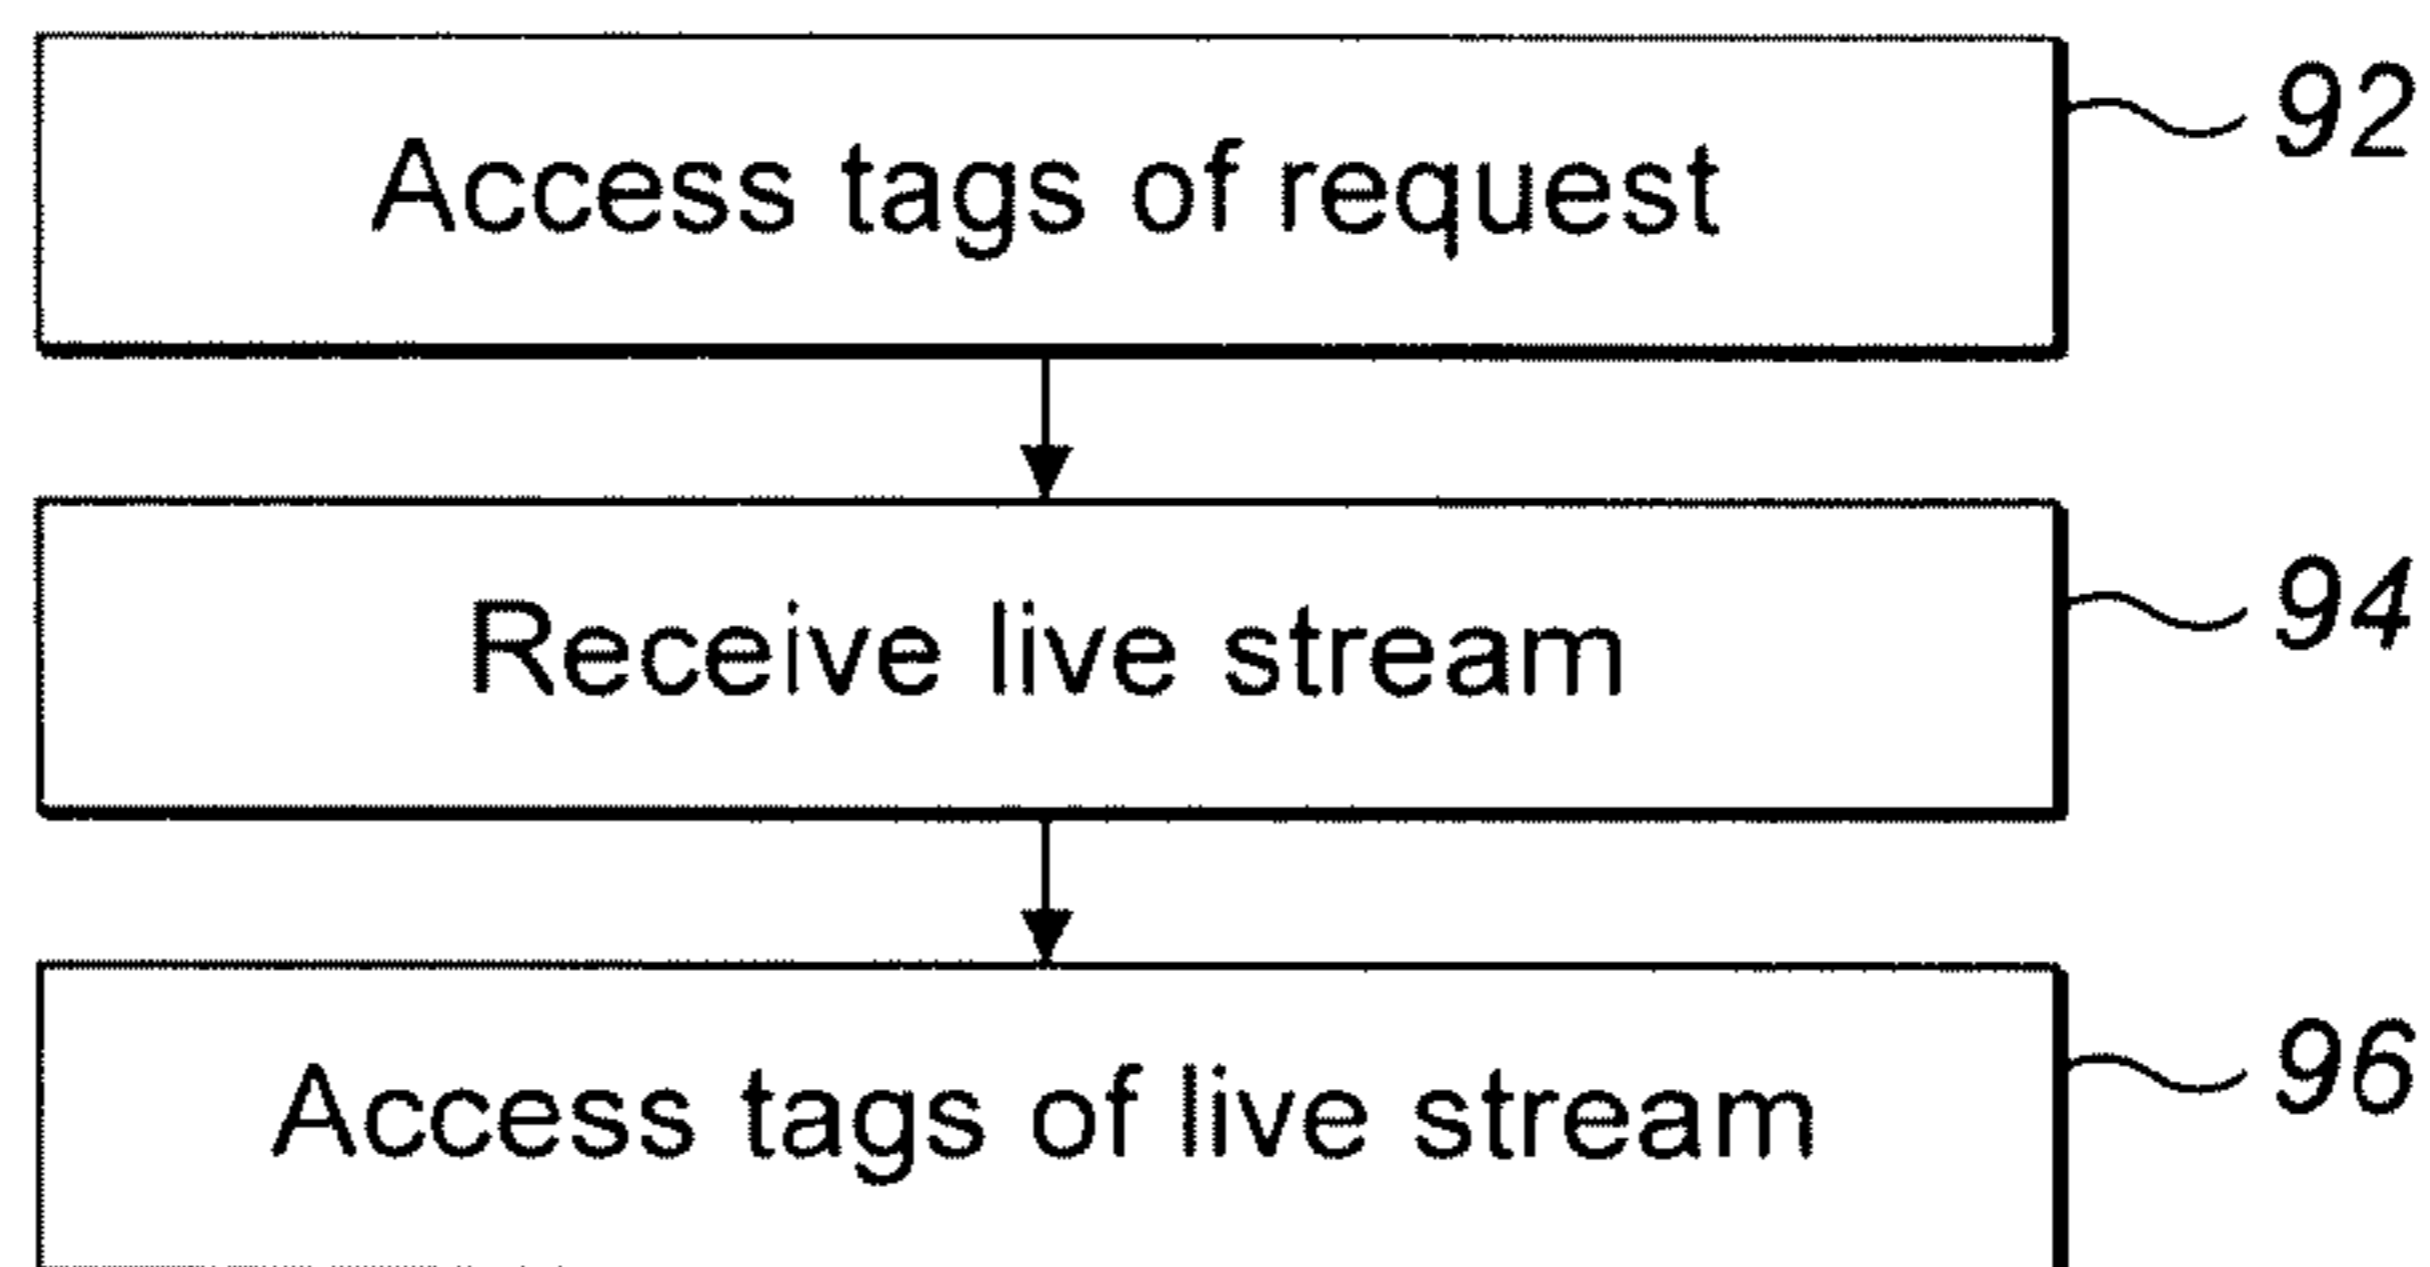 Access tags of request
92
Receive live stream
94
Access tags of live stream
96